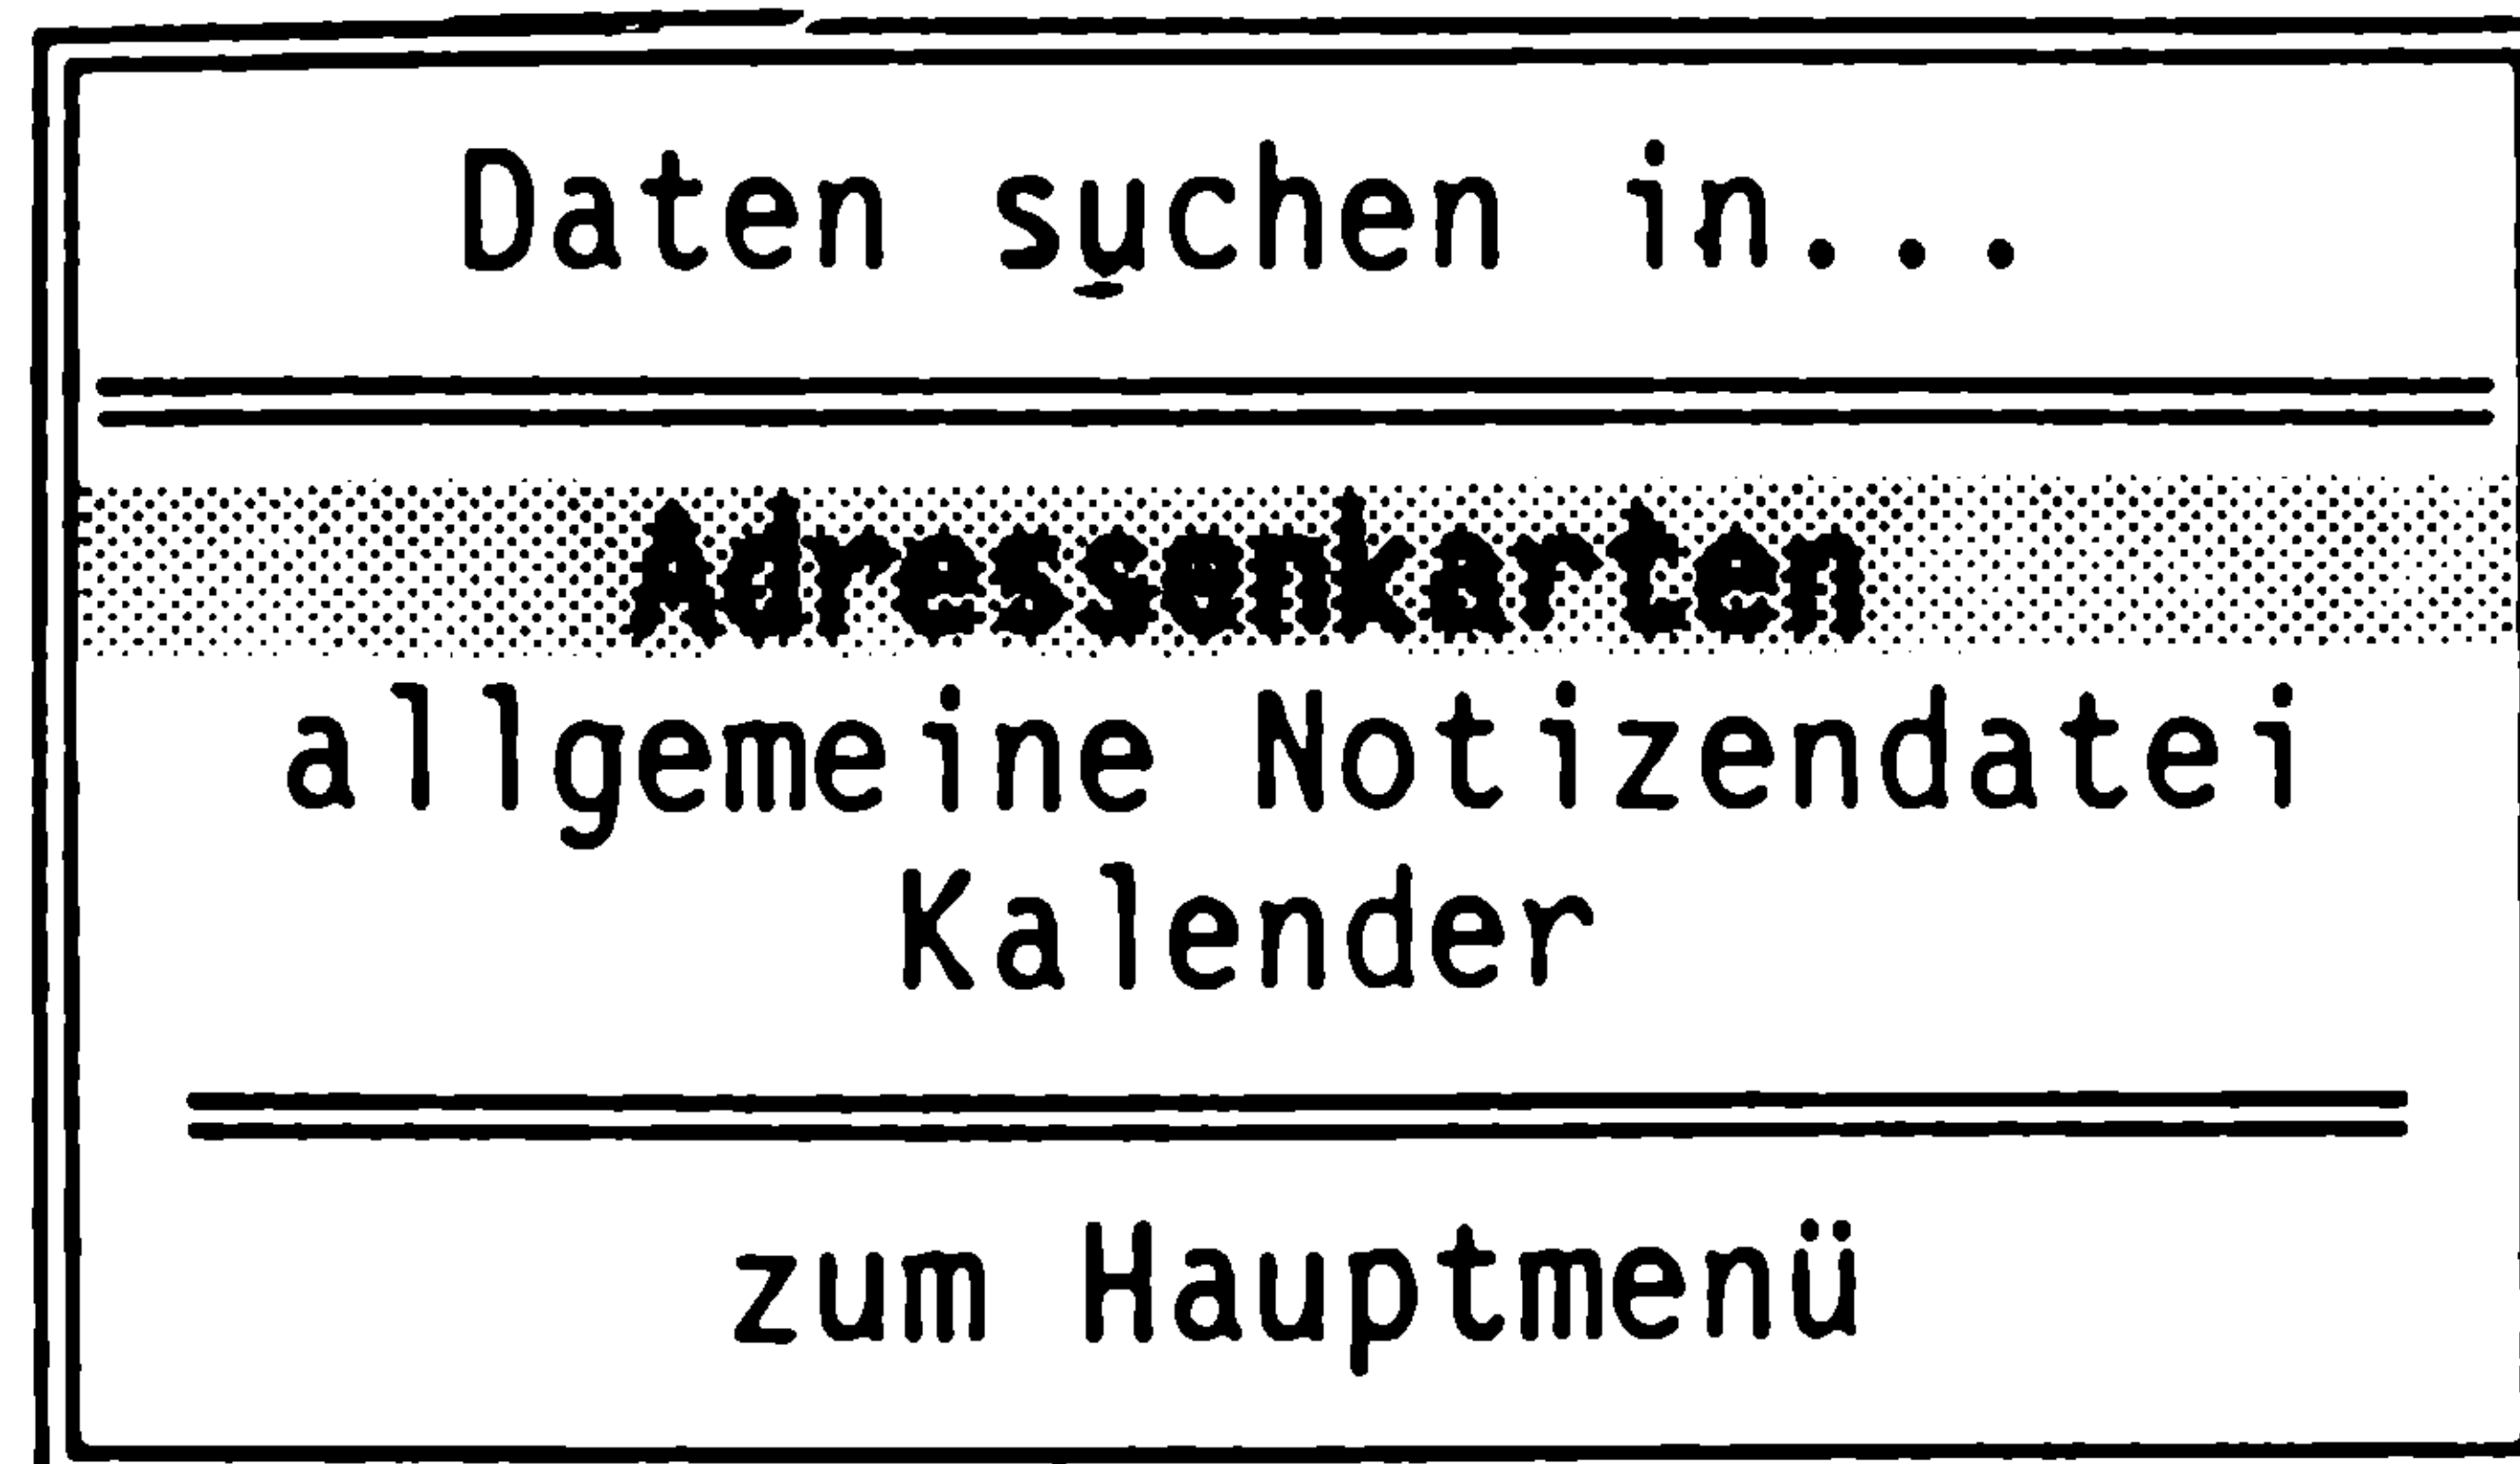 Daten suchen in...
Adressenkarten
allgemeine Notizendatei
Kalender
zum Hauptmenü